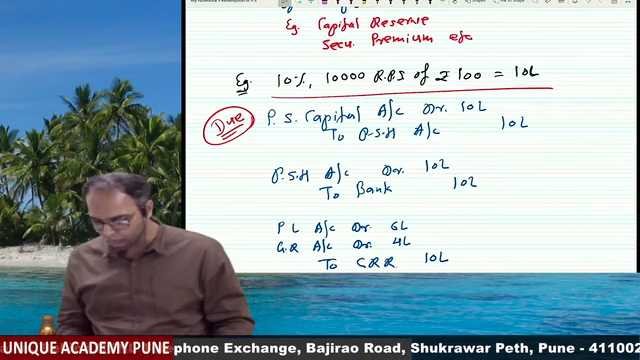 Eg. Capital Reserve
Secu. Premium etc
Eg. 10%, 10000 R.P.S of ₹ 100 = 10L
Due
P. S. Capital A/c Dr. 10L
To P.S.H A/c 10L
P.S.H A/c Dr. 10L
To Bank 10L
P L A/c Dr. 6L
G.R A/c Dr. 4L
To C.R.R. 10L
UNIQUE ACADEMY PUNE
phone Exchange, Bajirao Road, Shukrawar Peth, Pune - 411002